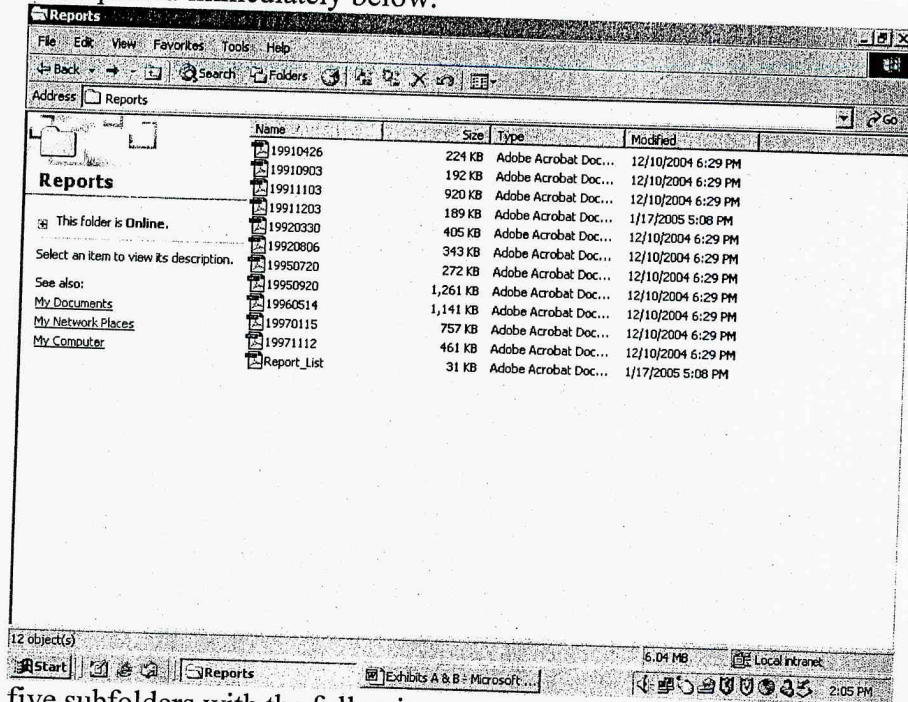 immediately below:
Reports
File Edit View Favorites Tools Help
Back Search Folders
Address Reports Go
Name Size Type Modified
19910426 224 KB Adobe Acrobat Doc... 12/10/2004 6:29 PM
19910903 192 KB Adobe Acrobat Doc... 12/10/2004 6:29 PM
19911103 920 KB Adobe Acrobat Doc... 12/10/2004 6:29 PM
19911203 189 KB Adobe Acrobat Doc... 1/17/2005 5:08 PM
19920330 405 KB Adobe Acrobat Doc... 12/10/2004 6:29 PM
19920806 343 KB Adobe Acrobat Doc... 12/10/2004 6:29 PM
19950720 272 KB Adobe Acrobat Doc... 12/10/2004 6:29 PM
19950920 1,261 KB Adobe Acrobat Doc... 12/10/2004 6:29 PM
19960514 1,141 KB Adobe Acrobat Doc... 12/10/2004 6:29 PM
19970115 757 KB Adobe Acrobat Doc... 12/10/2004 6:29 PM
19971112 461 KB Adobe Acrobat Doc... 12/10/2004 6:29 PM
Report_List 31 KB Adobe Acrobat Doc... 1/17/2005 5:08 PM
Reports
This folder is Online.
Select an item to view its description.
See also:
My Documents
My Network Places
My Computer
12 object(s) 6.04 MB Local intranet
Start Reports Exhibits A & B - Microsoft ... 2:05 PM
five subfolders with the